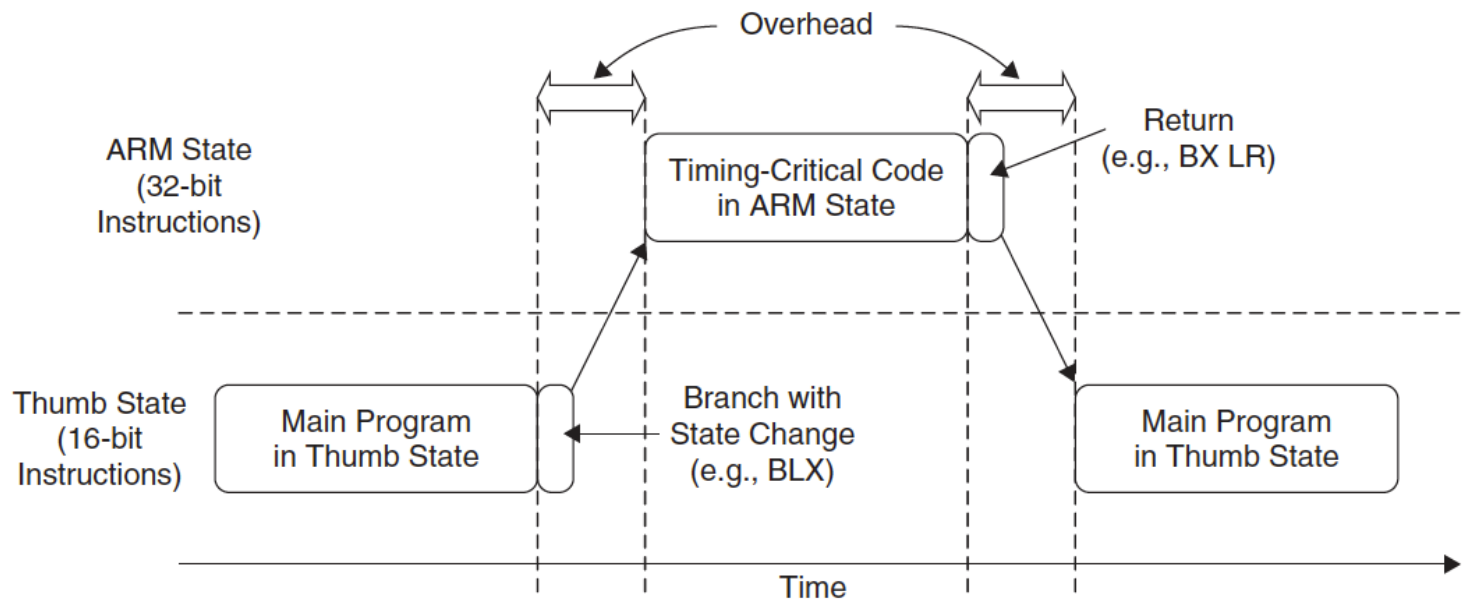 Overhead
ARM State
(32-bit
Instructions)
Timing-Critical Code
in ARM State
Return
(e.g., BX LR)
Thumb State
(16-bit
Instructions)
Main Program
in Thumb State
Branch with
State Change
(e.g., BLX)
Main Program
in Thumb State
Time